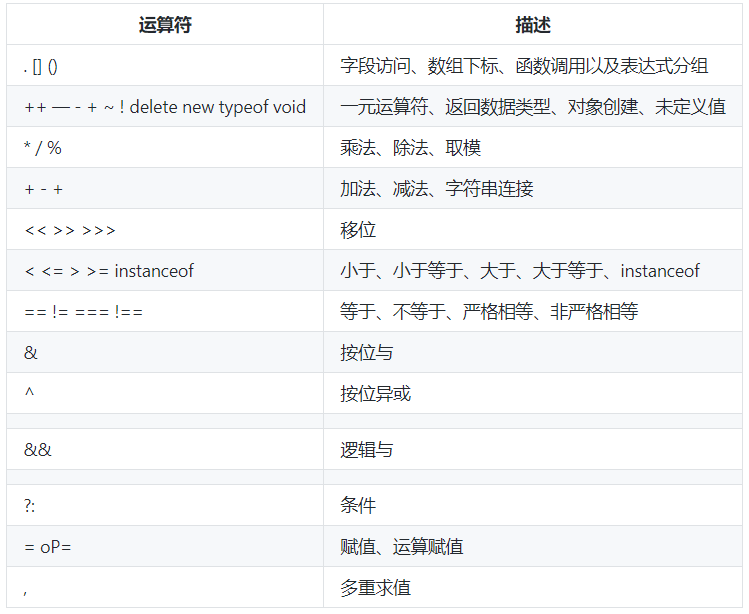 运算符 描述
. [] () 字段访问、数组下标、函数调用以及表达式分组
++ — - + ~ ! delete new typeof void 一元运算符、返回数据类型、对象创建、未定义值
* / % 乘法、除法、取模
+ - + 加法、减法、字符串连接
<< >> >>> 移位
< <= > >= instanceof 小于、小于等于、大于、大于等于、instanceof
== != === !== 等于、不等于、严格相等、非严格相等
& 按位与
^ 按位异或
&& 逻辑与
?: 条件
= oP= 赋值、运算赋值
, 多重求值